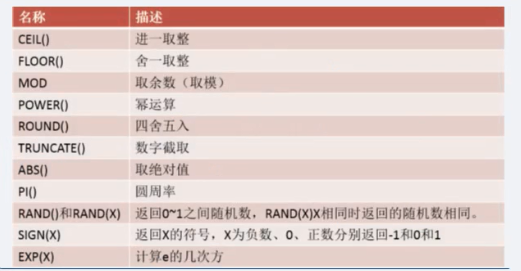 名称 描述
CEIL() 进一取整
FLOOR() 舍一取整
MOD 取余数（取模）
POWER() 幂运算
ROUND() 四舍五入
TRUNCATE() 数字截取
ABS() 取绝对值
PI() 圆周率
RAND()和RAND(X) 返回0~1之间随机数，RAND(X)X相同时返回的随机数相同。
SIGN(X) 返回X的符号，X为负数、0、正数分别返回-1和0和1
EXP(X) 计算e的几次方